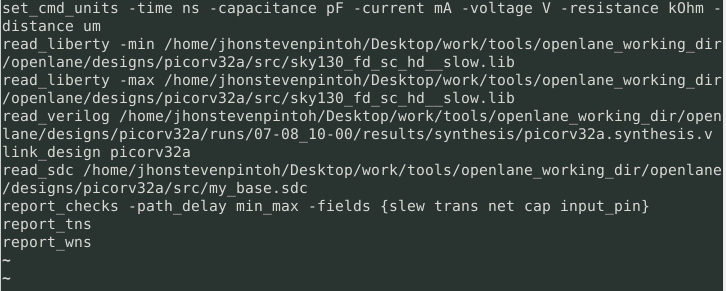 set_cmd_units -time ns -capacitance pF -current mA -voltage V -resistance kOhm -
distance um
read_liberty -min /home/jhonstevenpintoh/Desktop/work/tools/openlane_working_dir
/openlane/designs/picorv32a/src/sky130_fd_sc_hd__slow.lib
read_liberty -max /home/jhonstevenpintoh/Desktop/work/tools/openlane_working_dir
/openlane/designs/picorv32a/src/sky130_fd_sc_hd__slow.lib
read_verilog /home/jhonstevenpintoh/Desktop/work/tools/openlane_working_dir/open
lane/designs/picorv32a/runs/07-08_10-00/results/synthesis/picorv32a.synthesis.v
link_design picorv32a
read_sdc /home/jhonstevenpintoh/Desktop/work/tools/openlane_working_dir/openlane
/designs/picorv32a/src/my_base.sdc
report_checks -path_delay min_max -fields {slew trans net cap input_pin}
report_tns
report_wns
~
~